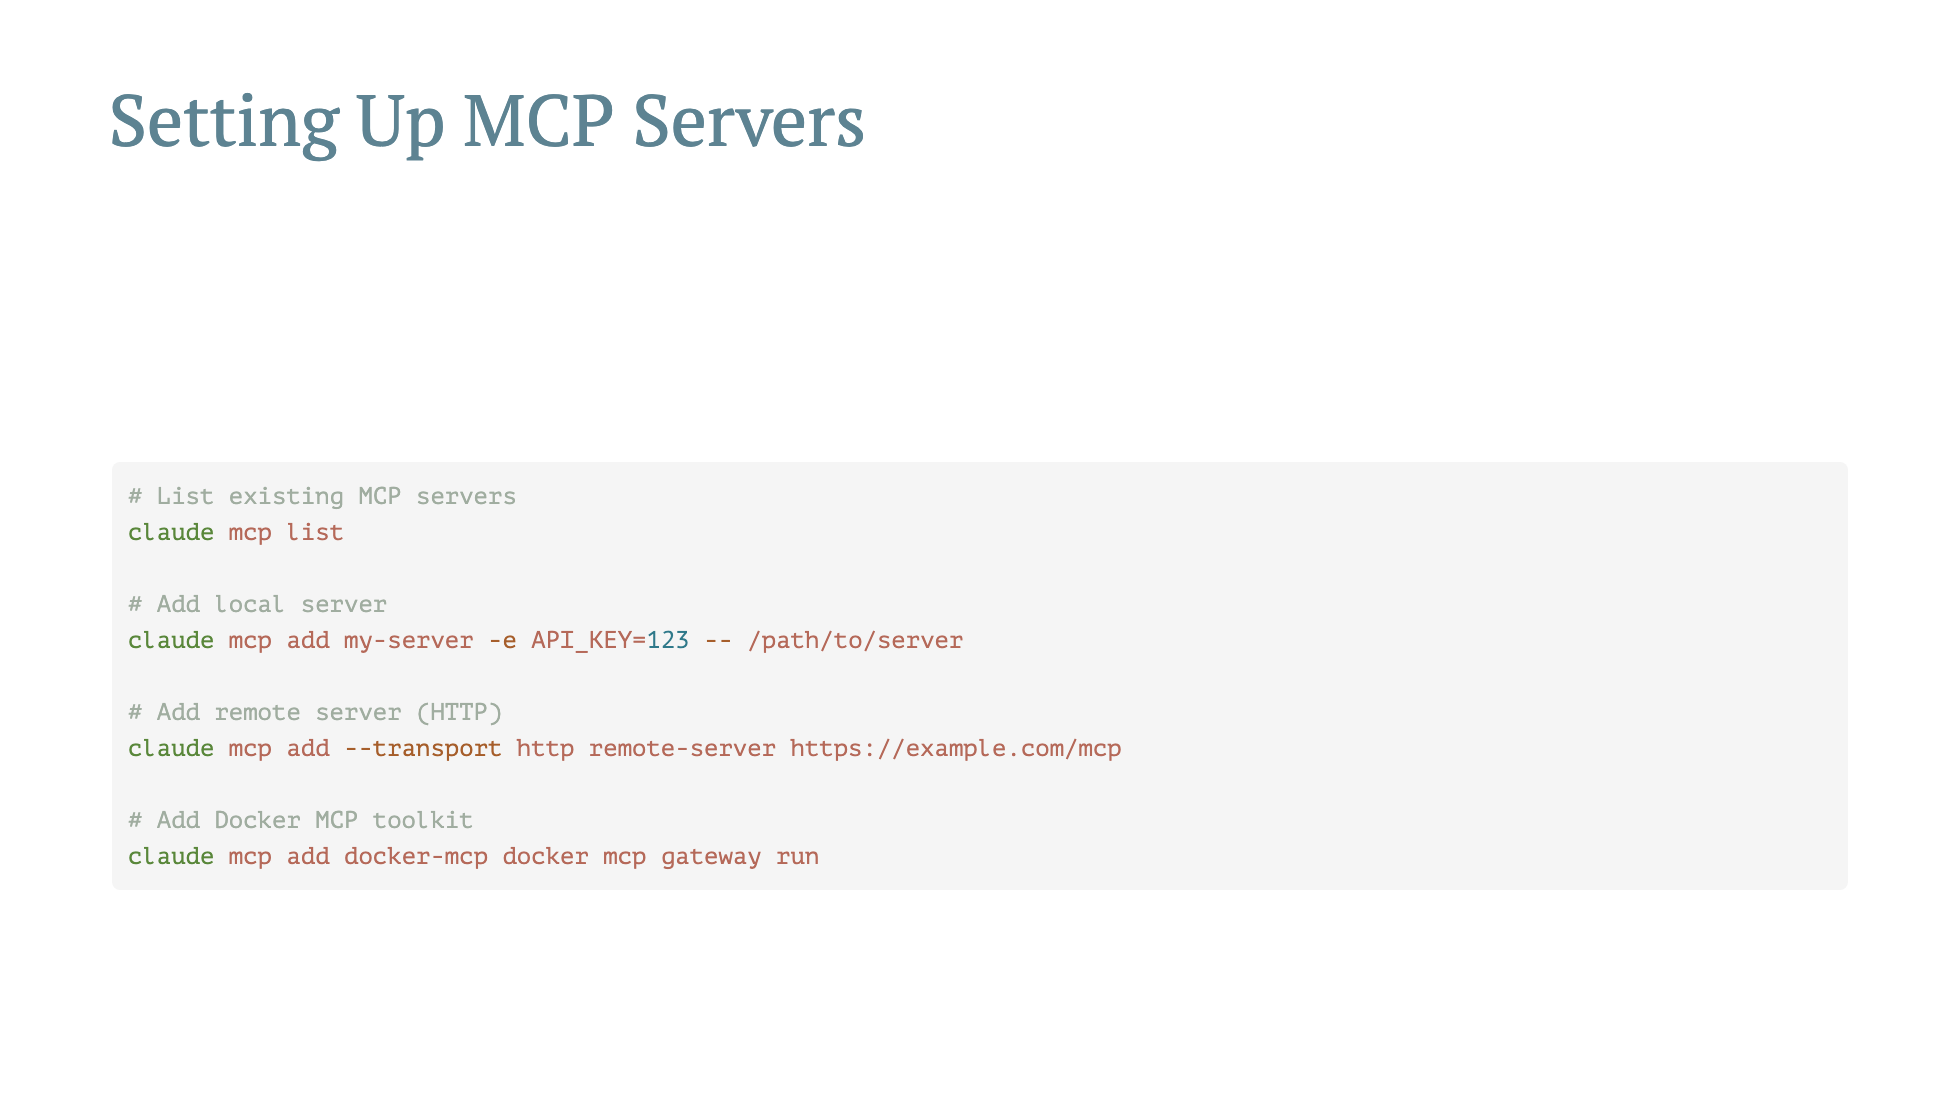 Setting Up MCP Servers
# List existing MCP servers
claude mcp list
# Add local server
claude mcp add my-server -e API_KEY=123 -- /path/to/server
# Add remote server (HTTP)
claude mcp add --transport http remote-server https://example.com/mcp
# Add Docker MCP toolkit
claude mcp add docker-mcp docker mcp gateway run